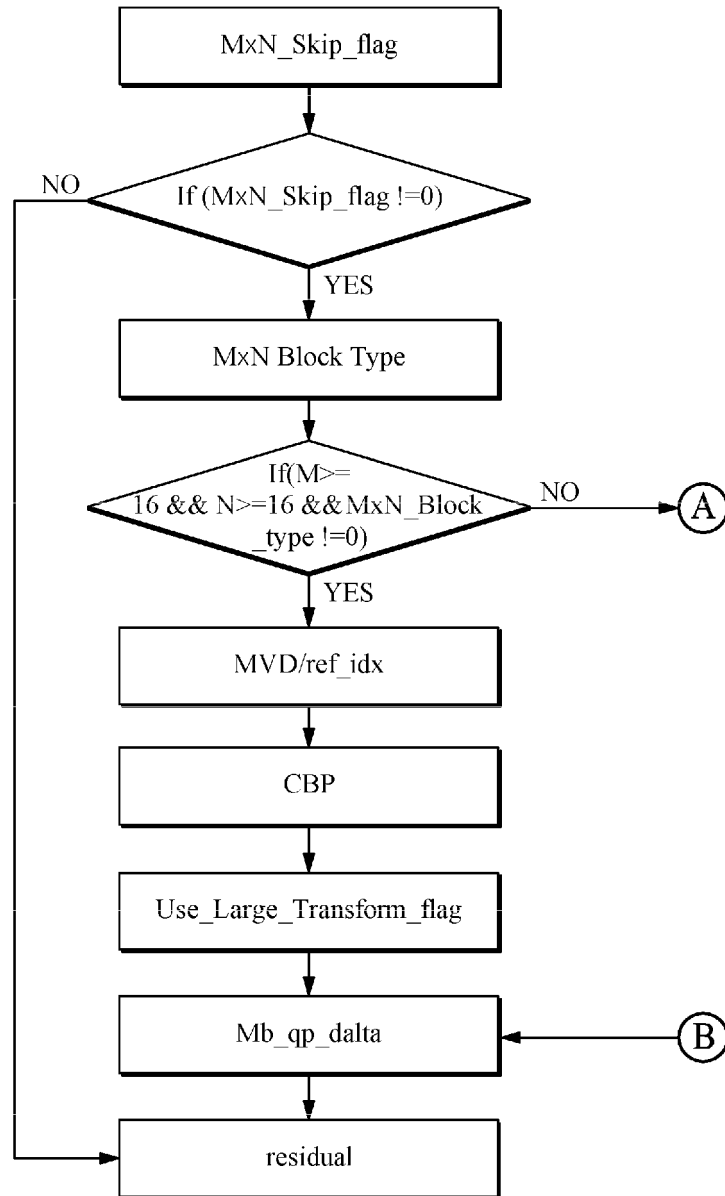 MxN_Skip_flag
If (MxN_Skip_flag !=0)
NO
YES
MxN Block Type
If(M>=
16 && N>=16 &&MxN_Block
_type !=0)
NO
A
YES
MVD/ref_idx
CBP
Use_Large_Transform_flag
Mb_qp_dalta
B
residual